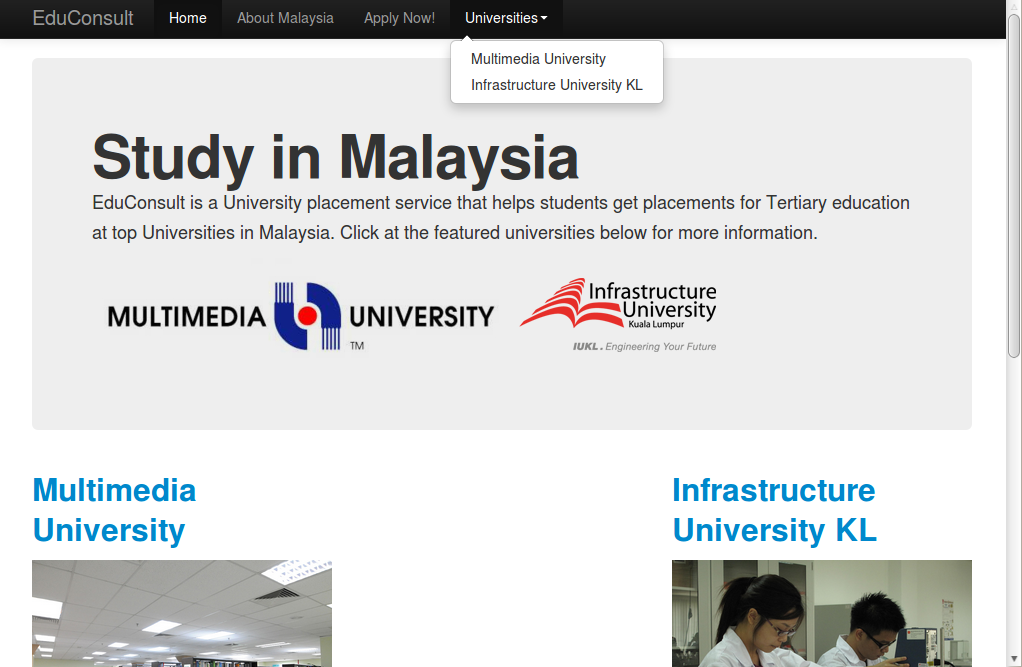 EduConsult Home About Malaysia Apply Now! Universities
Multimedia University
Infrastructure University KL
Study in Malaysia
EduConsult is a University placement service that helps students get placements for Tertiary education
at top Universities in Malaysia. Click at the featured universities below for more information.
MULTIMEDIA UNIVERSITY
TM
Infrastructure
University
Kuala Lumpur
IUKL. Engineering Your Future
Multimedia
University
Infrastructure
University KL